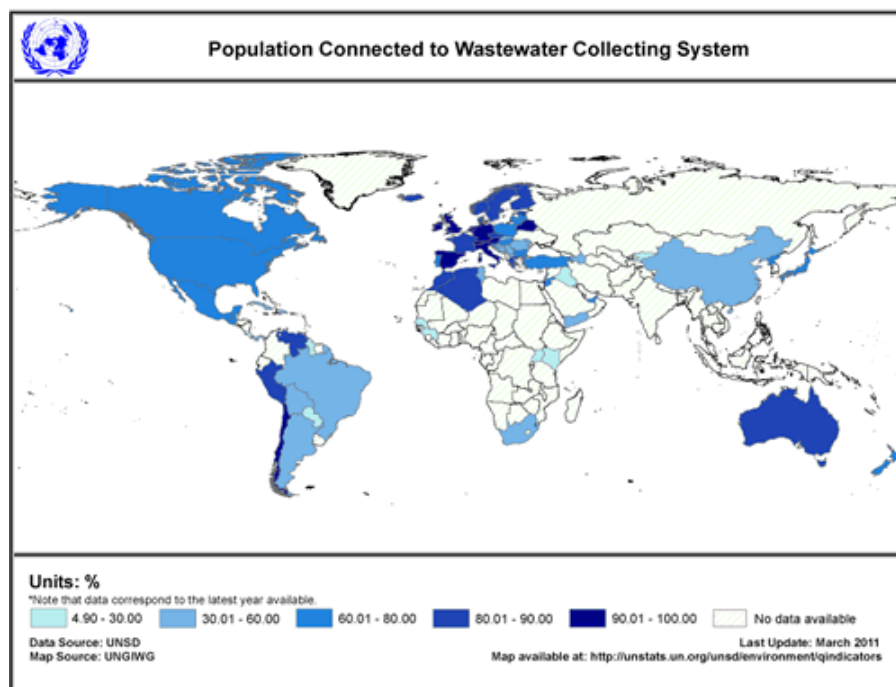 Population Connected to Wastewater Collecting System
Units: %
*Note that data correspond to the latest year available.
4.90 - 30.00 30.01 - 60.00 60.01 - 80.00 80.01 - 90.00 90.01 - 100.00 No data available
Data Source: UNSD Last Update: March 2011
Map Source: UNGIWG Map available at: http://unstats.un.org/unsd/environment/qindicators